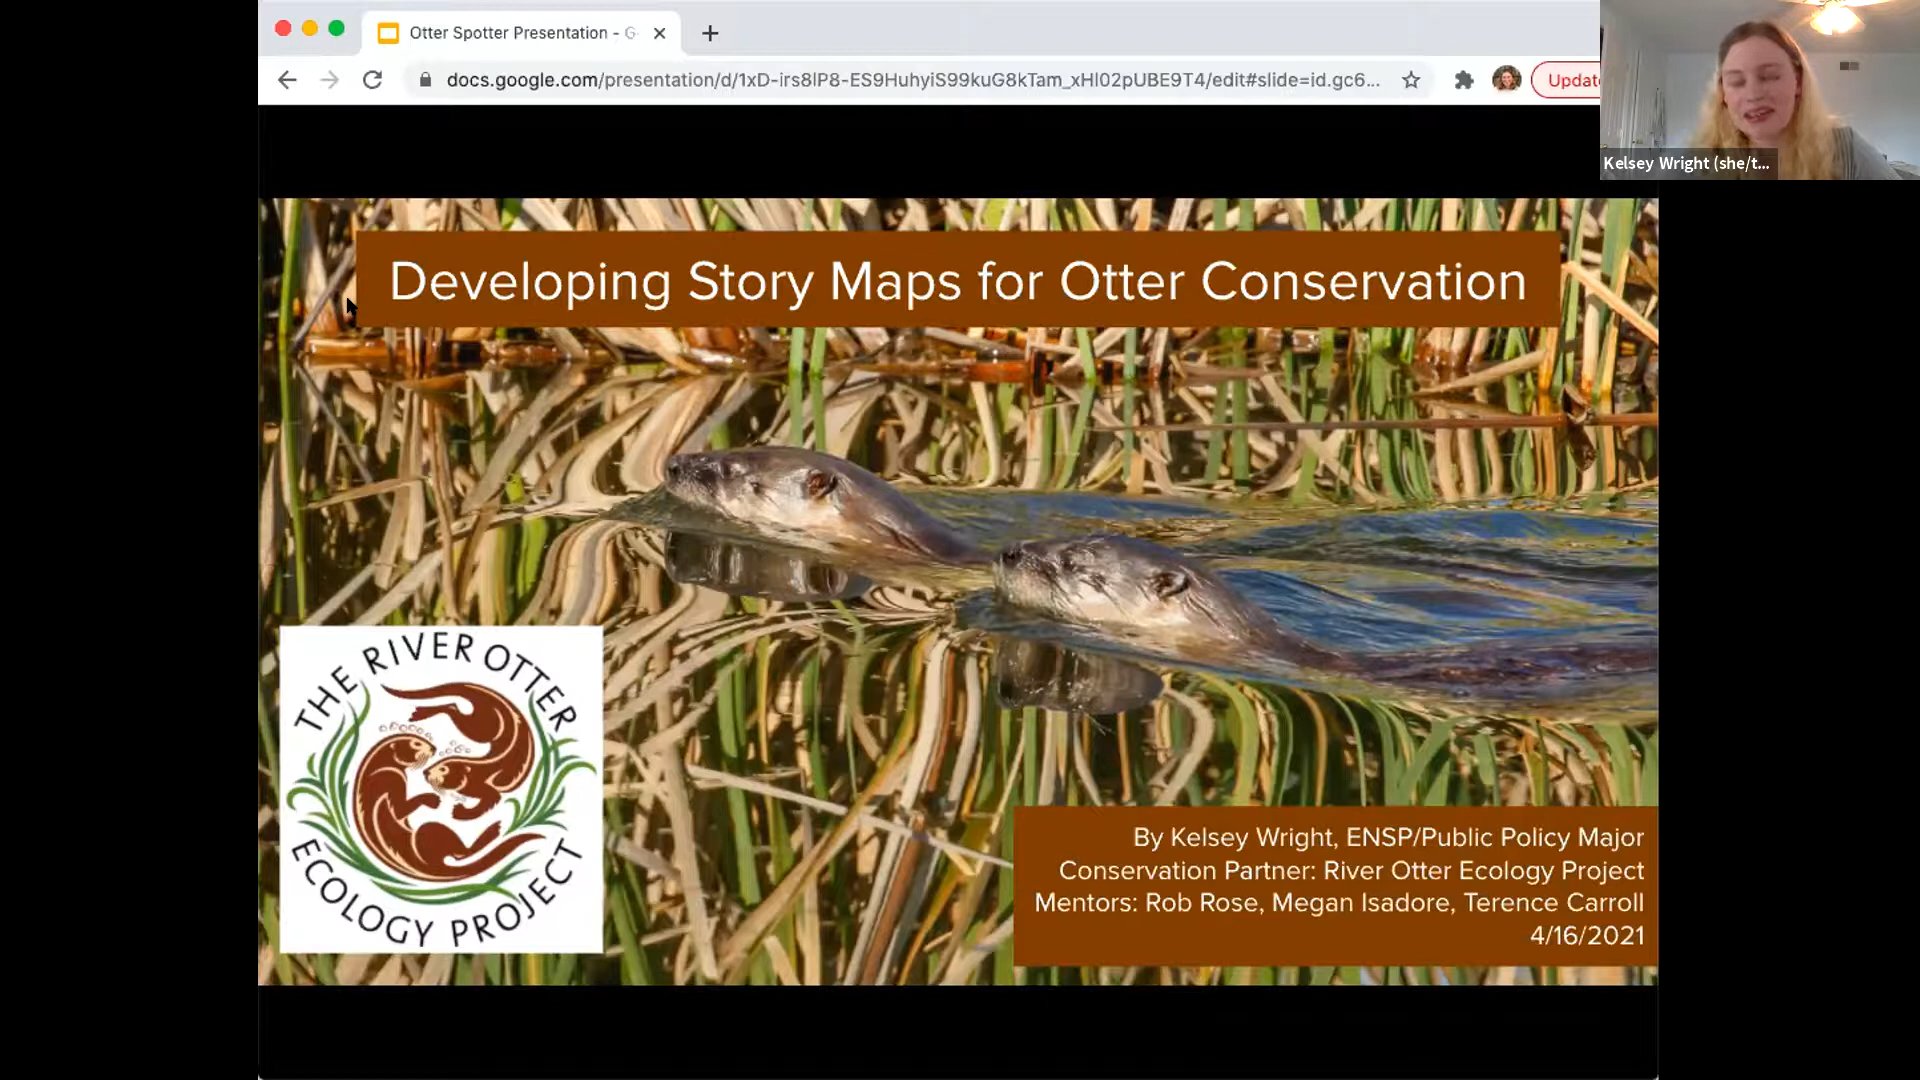 Otter Spotter Presentation - G
docs.google.com/presentation/d/1xD-irs8lP8-ES9HuhyiS99kuG8kTam_xHl02pUBE9T4/edit#slide=id.gc6...
Update
Kelsey Wright (she/t...
Developing Story Maps for Otter Conservation
THE RIVER OTTER
ECOLOGY PROJECT
By Kelsey Wright, ENSP/Public Policy Major
Conservation Partner: River Otter Ecology Project
Mentors: Rob Rose, Megan Isadore, Terence Carroll
4/16/2021